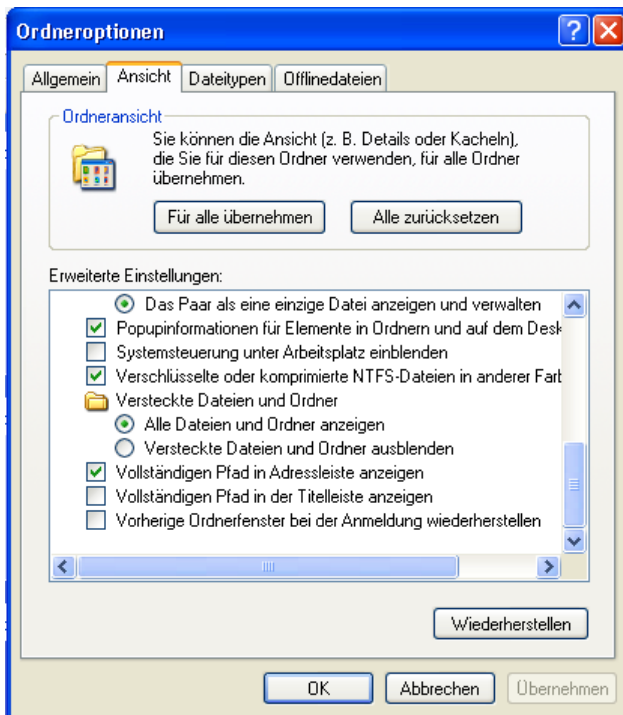 Ordneroptionen
Allgemein Ansicht Dateitypen Offlinedateien
Ordneransicht
Sie können die Ansicht (z. B. Details oder Kacheln),
die Sie für diesen Ordner verwenden, für alle Ordner
übernehmen.
Für alle übernehmen Alle zurücksetzen
Erweiterte Einstellungen:
Das Paar als eine einzige Datei anzeigen und verwalten
Popupinformationen für Elemente in Ordnern und auf dem Desk
Systemsteuerung unter Arbeitsplatz einblenden
Verschlüsselte oder komprimierte NTFS-Dateien in anderer Farb
Versteckte Dateien und Ordner
Alle Dateien und Ordner anzeigen
Versteckte Dateien und Ordner ausblenden
Vollständigen Pfad in Adressleiste anzeigen
Vollständigen Pfad in der Titelleiste anzeigen
Vorherige Ordnerfenster bei der Anmeldung wiederherstellen
Wiederherstellen
OK Abbrechen Übernehmen